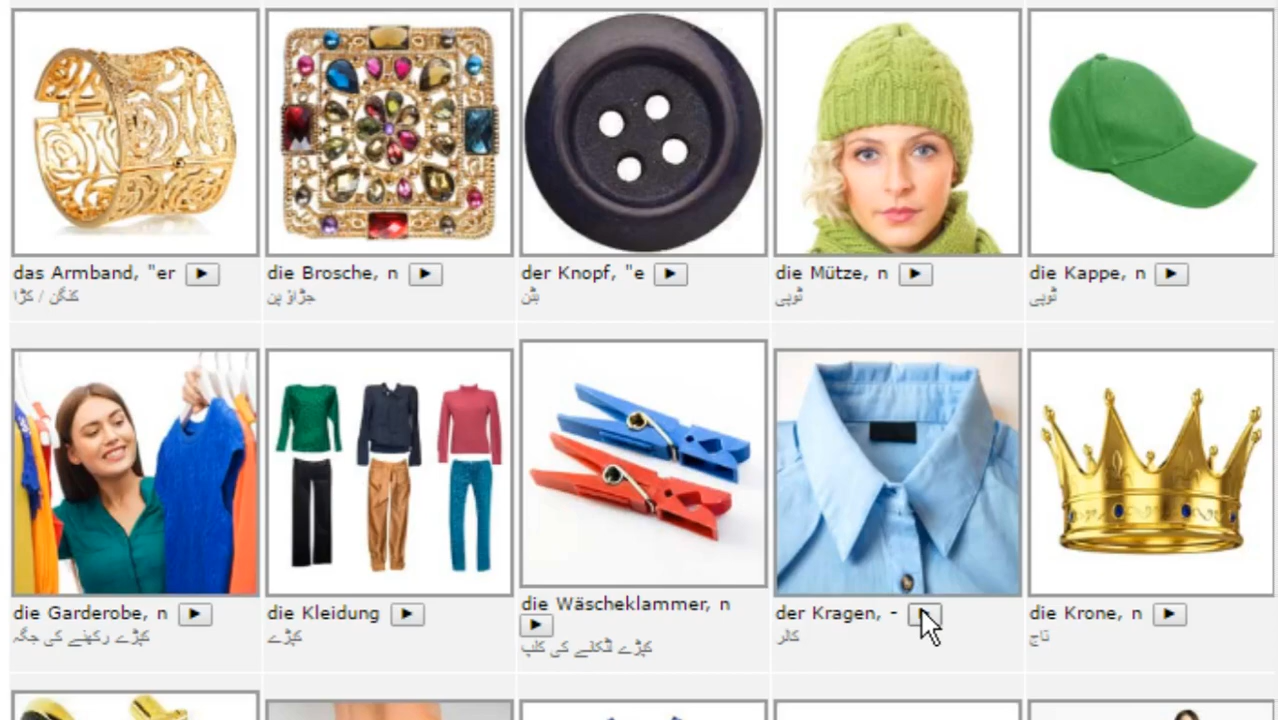 das Armband, "er
کنگن / کڑا
die Brosche, n
جڑاؤ پن
der Knopf, "e
بٹن
die Mütze, n
ٹوپی
die Kappe, n
ٹوپی
die Garderobe, n
کپڑے رکھنے کی جگہ
die Kleidung
کپڑے
die Wäscheklammer, n
کپڑے لٹکانے کی کلپ
der Kragen, -
کالر
die Krone, n
تاج